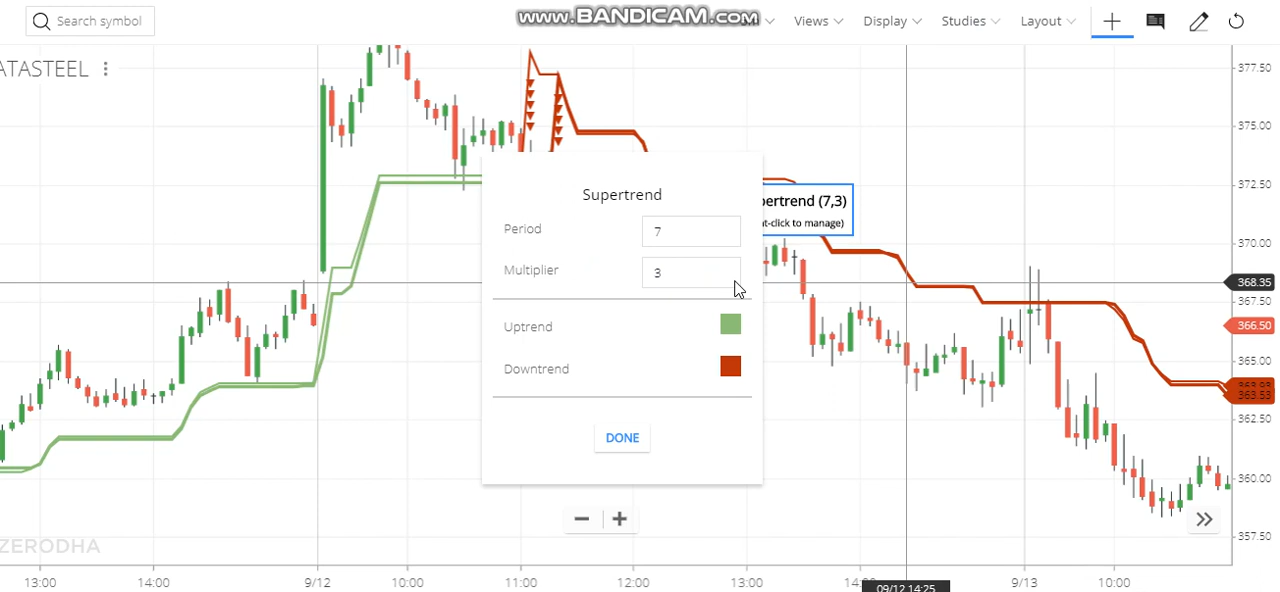 Search symbol
www.BANDICAM.com
Views
Display
Studies
Layout
ATASTEEL
377.50
375.00
372.50
370.00
368.35
367.50
366.50
365.00
363.53
362.50
360.00
357.50
Supertrend
Period
7
Multiplier
3
Uptrend
Downtrend
DONE
pertrend (7,3)
t-click to manage)
ZERODHA
13:00
14:00
9/12
10:00
11:00
12:00
13:00
09/12 14:25
9/13
10:00